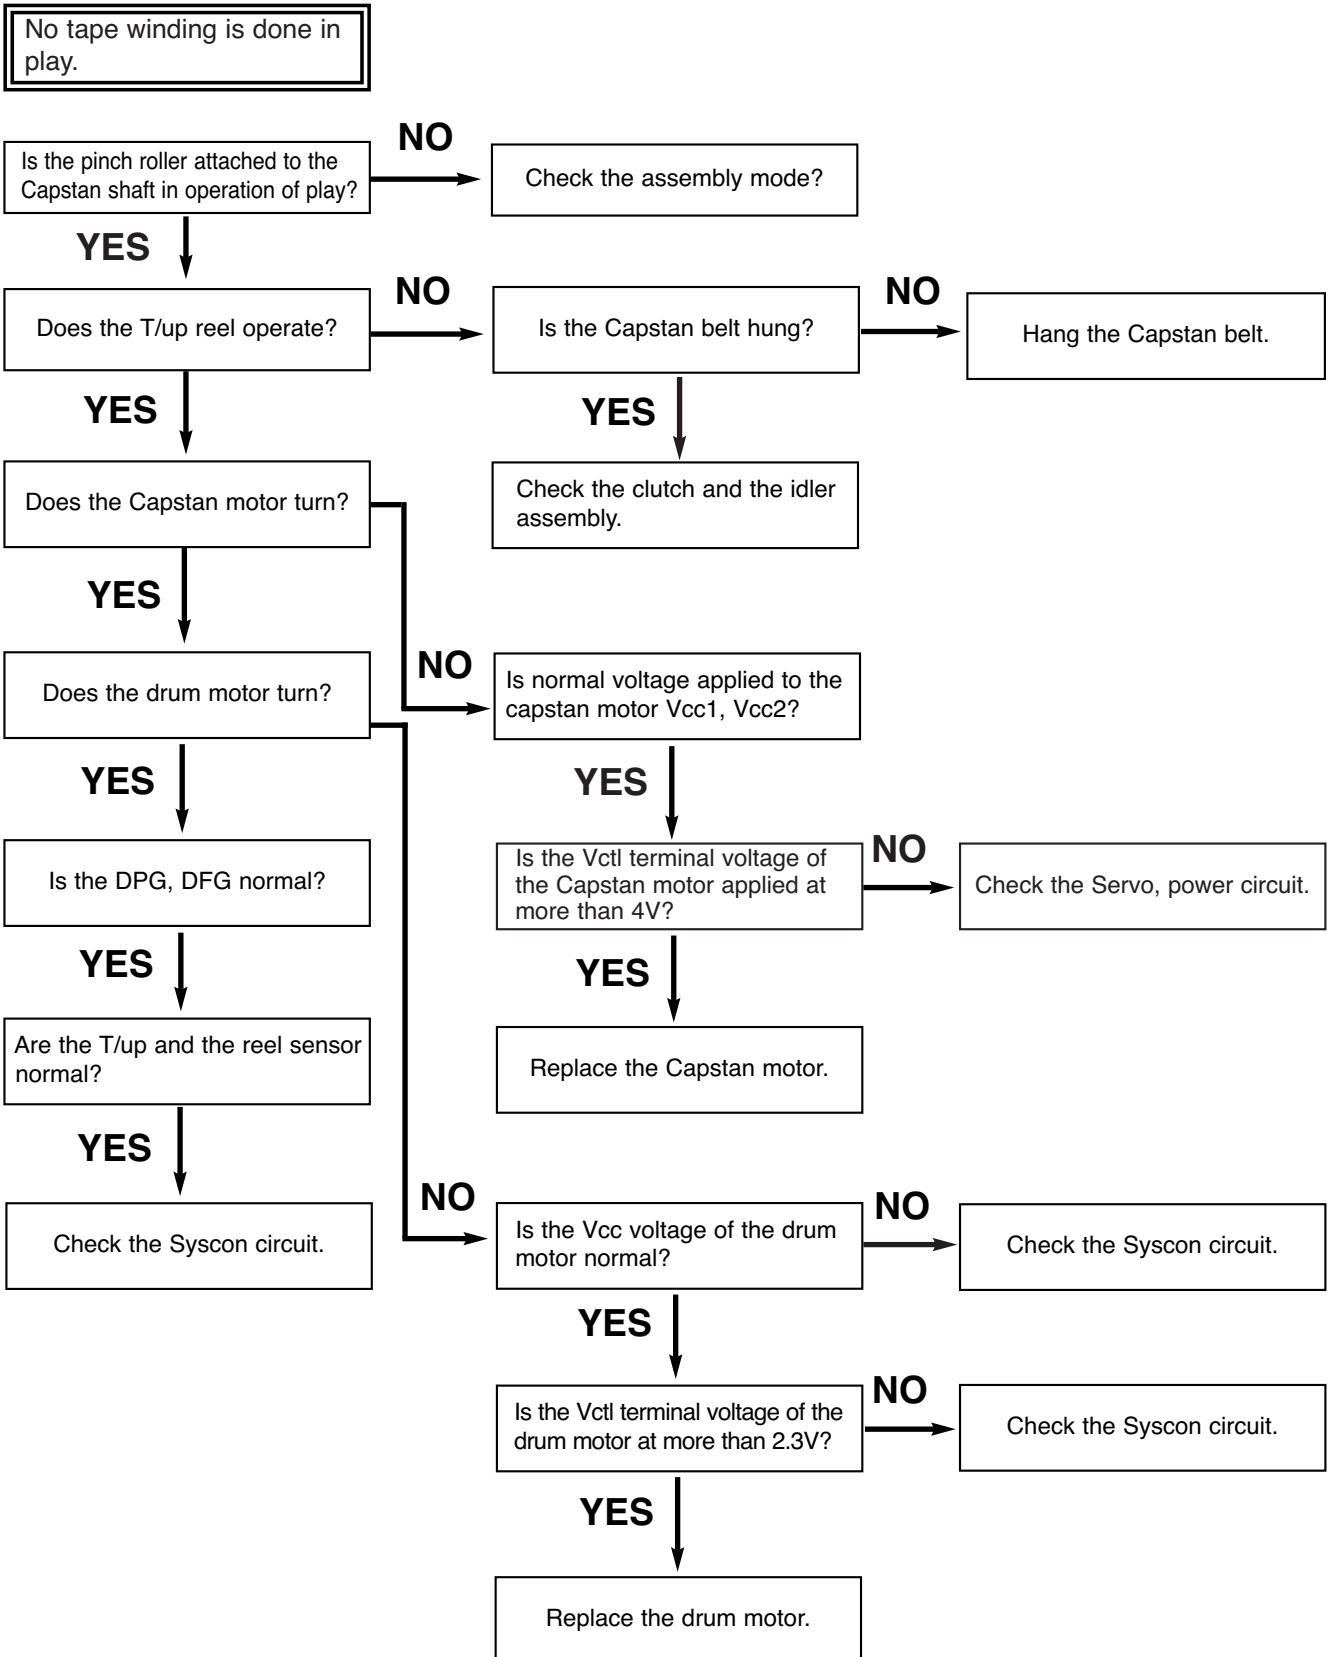 No tape winding is done in
play.
NO
Is the pinch roller attached to the
Capstan shaft in operation of play?
Check the assembly mode?
YES
NO
NO
Does the T/up reel operate?
Is the Capstan belt hung?
Hang the Capstan belt.
YES
YES
Does the Capstan motor turn?
Check the clutch and the idler
assembly.
YES
NO
Does the drum motor turn?
Is normal voltage applied to the
capstan motor Vcc1, Vcc2?
YES
YES
NO
Is the DPG, DFG normal?
Is the Vctl terminal voltage of
the Capstan motor applied at
more than 4V?
Check the Servo, power circuit.
YES
YES
Are the T/up and the reel sensor
normal?
Replace the Capstan motor.
YES
NO
NO
Check the Syscon circuit.
Is the Vcc voltage of the drum
motor normal?
Check the Syscon circuit.
YES
NO
Is the Vctl terminal voltage of the
drum motor at more than 2.3V?
Check the Syscon circuit.
YES
Replace the drum motor.